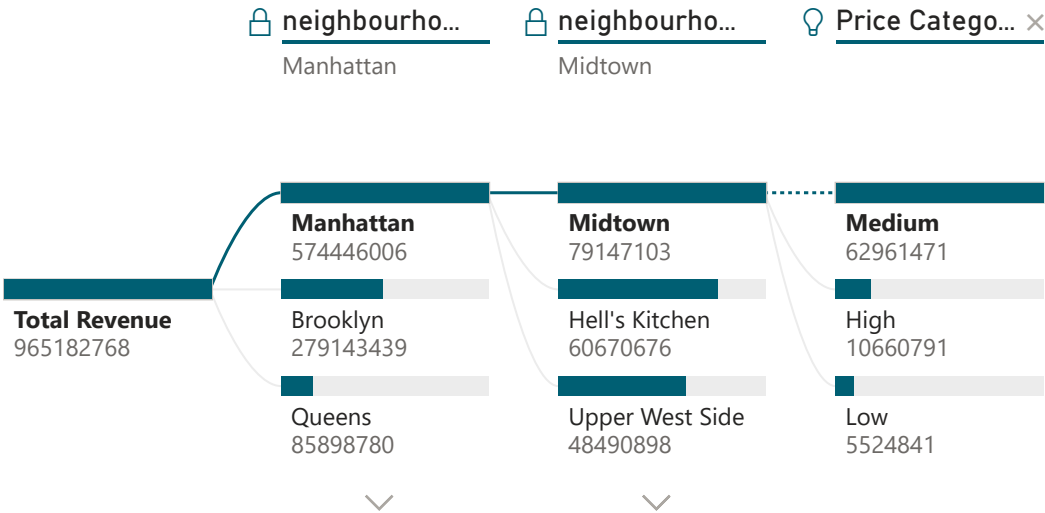 neighbourho...
neighbourho...
Price Catego...
Manhattan
Midtown
Manhattan
574446006
Midtown
79147103
Medium
62961471
Total Revenue
965182768
Brooklyn
279143439
Hell's Kitchen
60670676
High
10660791
Queens
85898780
Upper West Side
48490898
Low
5524841